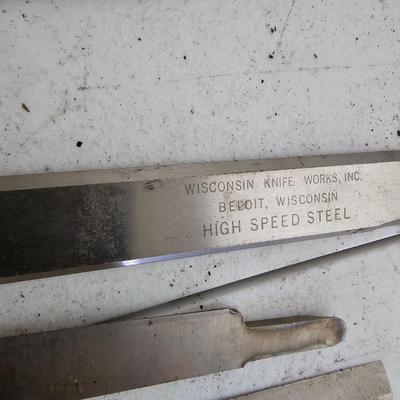 WISCONSIN KNIFE WORKS, INC.
BELOIT, WISCONSIN
HIGH SPEED STEEL